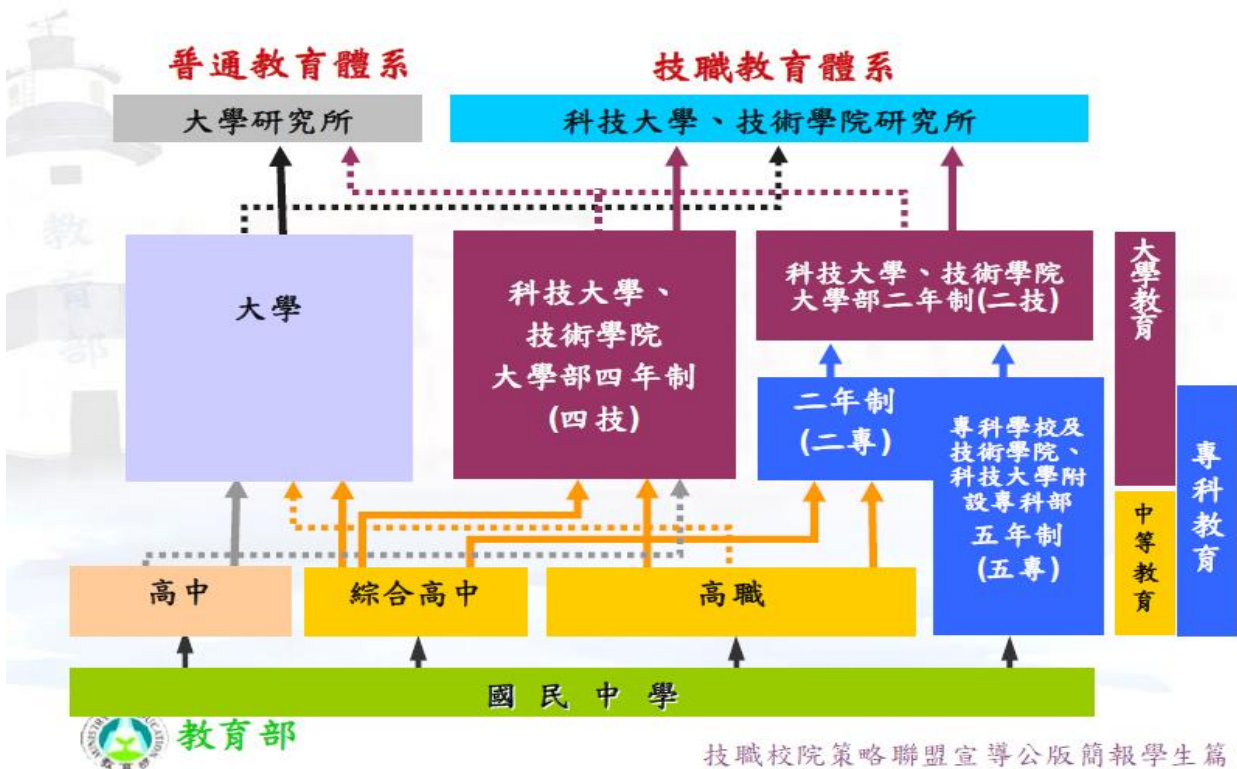 普通教育體系
技職教育體系
大學研究所
科技大學、技術學院研究所
教育部
大學
科技大學、
技術學院
大學部四年制
(四技)
科技大學、技術學院
大學部二年制(二技)
大學教育
二年制
(二專)
專科學校及
技術學院、
科技大學附
設專科部
五年制
(五專)
專科教育
中等教育
高中
綜合高中
高職
國民中學
教育部
技職校院策略聯盟宣導公版簡報學生篇